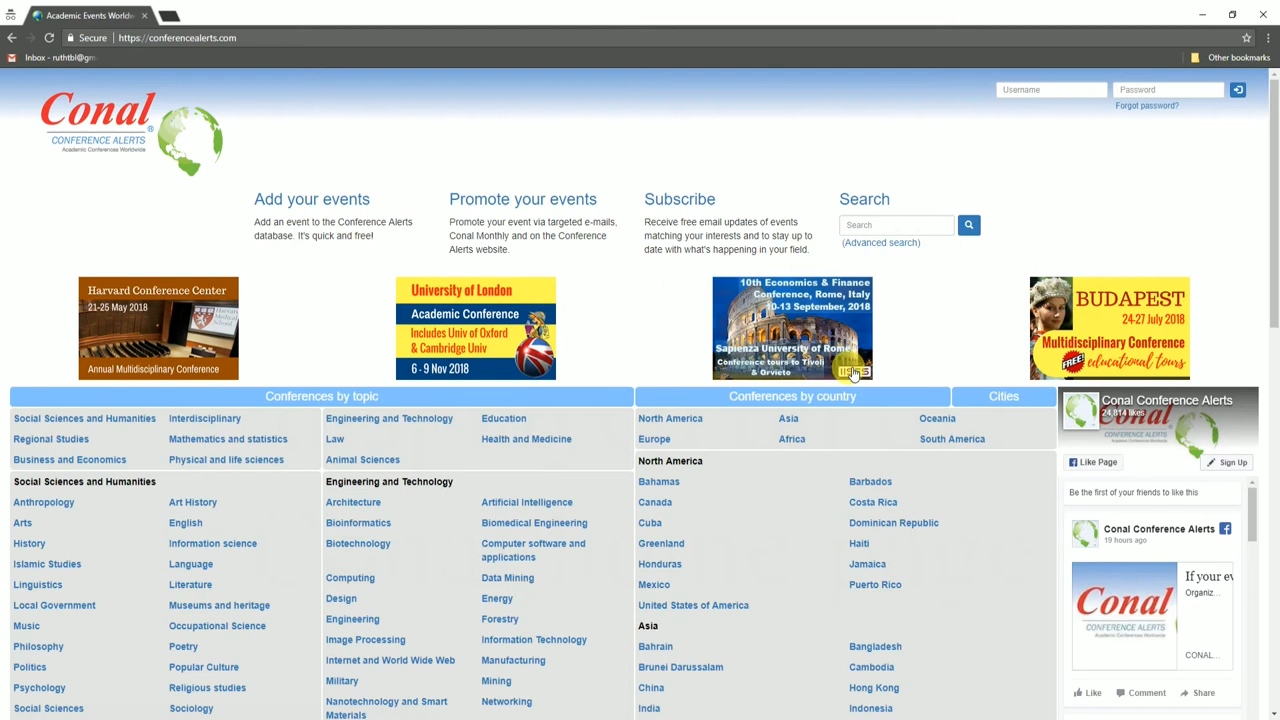 Academic Events Worldw
Secure
https://conferencealerts.com
Inbox - ruthtbl@gm
Other bookmarks
Conal®
CONFERENCE ALERTS
Academic Conferences Worldwide
Username
Password
Forgot password?
Add your events
Add an event to the Conference Alerts
database. It's quick and free!
Promote your events
Promote your event via targeted e-mails,
Conal Monthly and on the Conference
Alerts website.
Subscribe
Receive free email updates of events
matching your interests and to stay up to
date with what's happening in your field.
Search
Search
(Advanced search)
Harvard Conference Center
21-25 May 2018
Annual Multidisciplinary Conference
University of London
Academic Conference
Includes Univ of Oxford
& Cambridge Univ
6 - 9 Nov 2018
10th Economics & Finance
Conference, Rome, Italy
10-13 September, 2018
Sapienza University of Rome
Conference tours to Tivoli
& Orvieto
BUDAPEST
24-27 July 2018
Multidisciplinary Conference
FREE!
educational tours
Conferences by topic
Social Sciences and Humanities
Interdisciplinary
Engineering and Technology
Education
Regional Studies
Mathematics and statistics
Law
Health and Medicine
Business and Economics
Physical and life sciences
Animal Sciences
Social Sciences and Humanities
Anthropology
Art History
Arts
English
History
Information science
Islamic Studies
Language
Linguistics
Literature
Local Government
Museums and heritage
Music
Occupational Science
Philosophy
Poetry
Politics
Popular Culture
Psychology
Religious studies
Social Sciences
Sociology
Engineering and Technology
Architecture
Artificial Intelligence
Bioinformatics
Biomedical Engineering
Biotechnology
Computer software and
applications
Computing
Data Mining
Design
Energy
Engineering
Forestry
Image Processing
Information Technology
Internet and World Wide Web
Manufacturing
Military
Mining
Nanotechnology and Smart
Materials
Networking
Conferences by country
Cities
North America
Asia
Oceania
Europe
Africa
South America
North America
Bahamas
Barbados
Canada
Costa Rica
Cuba
Dominican Republic
Greenland
Haiti
Honduras
Jamaica
Mexico
Puerto Rico
United States of America
Asia
Bahrain
Bangladesh
Brunei Darussalam
Cambodia
China
Hong Kong
India
Indonesia
Conal Conference Alerts
24,814 likes
Like Page
Sign Up
Be the first of your friends to like this
Conal Conference Alerts
19 hours ago
Conal
CONFERENCE ALERTS
If your ev
Organiz...
CONAL...
Like
Comment
Share